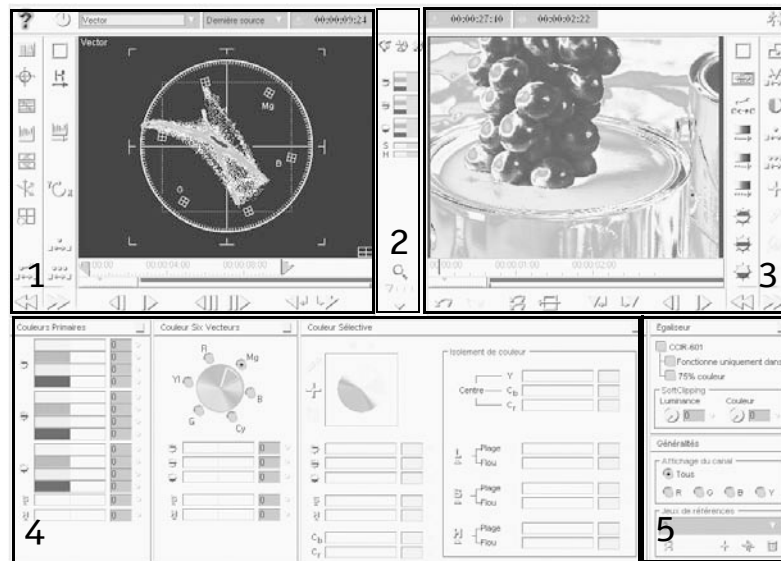 ?
Vector
Dernière source
00:00:09:24
00:00:27:10
00:00:02:22
Vector
Mg
B
G
CC+C
S
H
00:00
00:00:04:00
00:00:08:00
00:00:01:00
00:00:02:00
1
2
3
Couleurs Primaires
Couleur Six Vecteurs
Couleur Sélective
Egaliseur
0
0
0
0
0
0
0
0
0
0
0
R
Mg
Yl
B
G
Cy
0
0
0
0
0
Isolement de couleur
Y
Centre
Cb
Cr
Plage
Flou
Plage
Flou
Plage
Flou
Cb
Cr
CCIR-601
Fonctionne uniquement dans
75% couleur
SoftClipping
Luminance
Couleur
0
0
Généralités
Affichage du canal
Tous
R
G
B
Y
Jeux de références
4
5